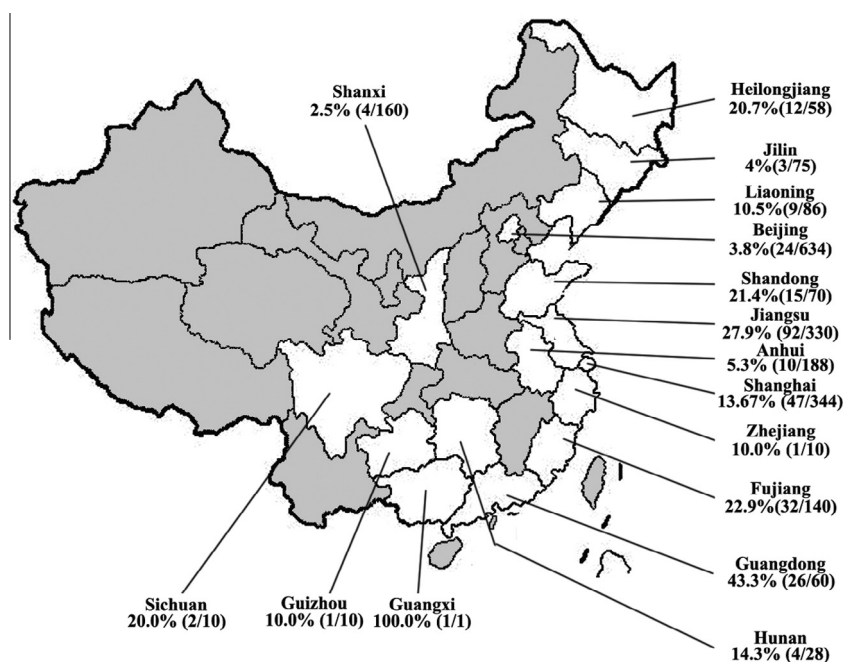 Shanxi
2.5% (4/160)
Heilongjiang
20.7%(12/58)
Jilin
4%(3/75)
Liaoning
10.5%(9/86)
Beijing
3.8%(24/634)
Shandong
21.4%(15/70)
Jiangsu
27.9% (92/330)
Anhui
5.3% (10/188)
Shanghai
13.67% (47/344)
Zhejiang
10.0% (1/10)
Fujiang
22.9%(32/140)
Guangdong
43.3% (26/60)
Hunan
14.3% (4/28)
Sichuan
20.0% (2/10)
Guizhou
10.0% (1/10)
Guangxi
100.0% (1/1)